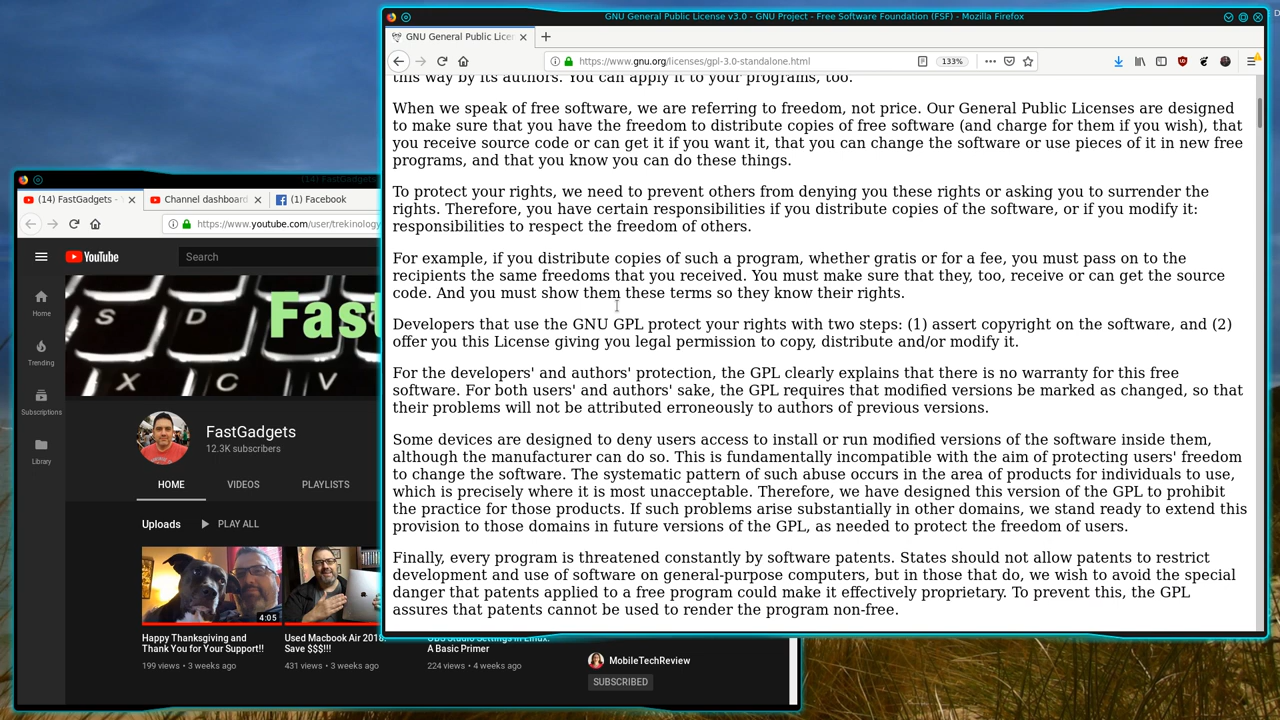 GNU General Public License v3.0 - GNU Project - Free Software Foundation (FSF) - Mozilla Firefox
GNU General Public Licen
https://www.gnu.org/licenses/gpl-3.0-standalone.html
133%
this way by its authors. You can apply it to your programs, too.
When we speak of free software, we are referring to freedom, not price. Our General Public Licenses are designed
to make sure that you have the freedom to distribute copies of free software (and charge for them if you wish), that
you receive source code or can get it if you want it, that you can change the software or use pieces of it in new free
programs, and that you know you can do these things.
To protect your rights, we need to prevent others from denying you these rights or asking you to surrender the
rights. Therefore, you have certain responsibilities if you distribute copies of the software, or if you modify it:
responsibilities to respect the freedom of others.
For example, if you distribute copies of such a program, whether gratis or for a fee, you must pass on to the
recipients the same freedoms that you received. You must make sure that they, too, receive or can get the source
code. And you must show them these terms so they know their rights.
Developers that use the GNU GPL protect your rights with two steps: (1) assert copyright on the software, and (2)
offer you this License giving you legal permission to copy, distribute and/or modify it.
For the developers' and authors' protection, the GPL clearly explains that there is no warranty for this free
software. For both users' and authors' sake, the GPL requires that modified versions be marked as changed, so that
their problems will not be attributed erroneously to authors of previous versions.
Some devices are designed to deny users access to install or run modified versions of the software inside them,
although the manufacturer can do so. This is fundamentally incompatible with the aim of protecting users' freedom
to change the software. The systematic pattern of such abuse occurs in the area of products for individuals to use,
which is precisely where it is most unacceptable. Therefore, we have designed this version of the GPL to prohibit
the practice for those products. If such problems arise substantially in other domains, we stand ready to extend this
provision to those domains in future versions of the GPL, as needed to protect the freedom of users.
Finally, every program is threatened constantly by software patents. States should not allow patents to restrict
development and use of software on general-purpose computers, but in those that do, we wish to avoid the special
danger that patents applied to a free program could make it effectively proprietary. To prevent this, the GPL
assures that patents cannot be used to render the program non-free.
(14) FastGadgets
(14) FastGadgets -
Channel dashboard
(1) Facebook
https://www.youtube.com/user/trekinology
YouTube
Search
S D
X C V
Fast
Home
Trending
Subscriptions
Library
FastGadgets
12.3K subscribers
HOME VIDEOS PLAYLISTS
Uploads PLAY ALL
4:05
Happy Thanksgiving and
Thank You for Your Support!!
199 views • 3 weeks ago
Used Macbook Air 2018:
Save $$$!!!
431 views • 3 weeks ago
OBS Studio Settings in Linux:
A Basic Primer
224 views • 4 weeks ago
MobileTechReview
SUBSCRIBED